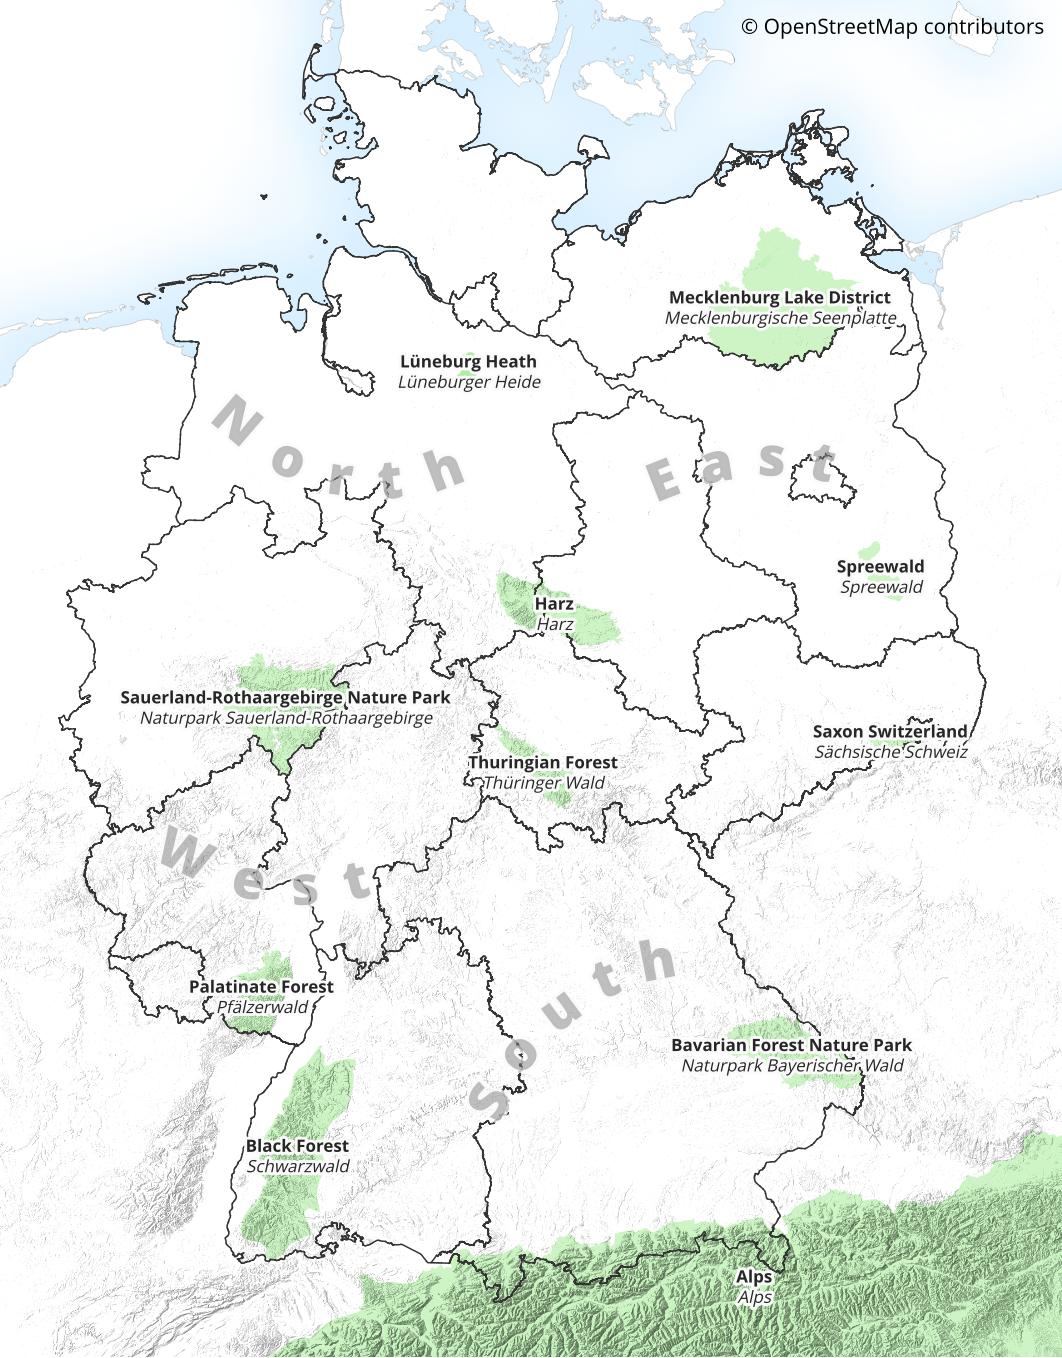 © OpenStreetMap contributors
Mecklenburg Lake District
Mecklenburgische Seenplatte
Lüneburg Heath
Lüneburger Heide
North
East
Spreewald
Spreewald
Harz
Harz
Sauerland-Rothaargebirge Nature Park
Naturpark Sauerland-Rothaargebirge
Saxon Switzerland
Sächsische Schweiz
Thuringian Forest
Thüringer Wald
West
South
Palatinate Forest
Pfälzerwald
Bavarian Forest Nature Park
Naturpark Bayerischer Wald
Black Forest
Schwarzwald
Alps
Alps